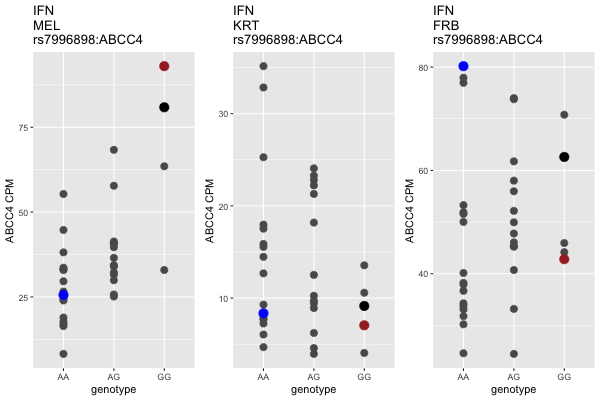 IFN
MEL
rs7996898:ABCC4
75
50
25
ABCC4 CPM
AA AG GG
genotype
IFN
KRT
rs7996898:ABCC4
30
20
10
ABCC4 CPM
AA AG GG
genotype
IFN
FRB
rs7996898:ABCC4
80
60
40
ABCC4 CPM
AA AG GG
genotype